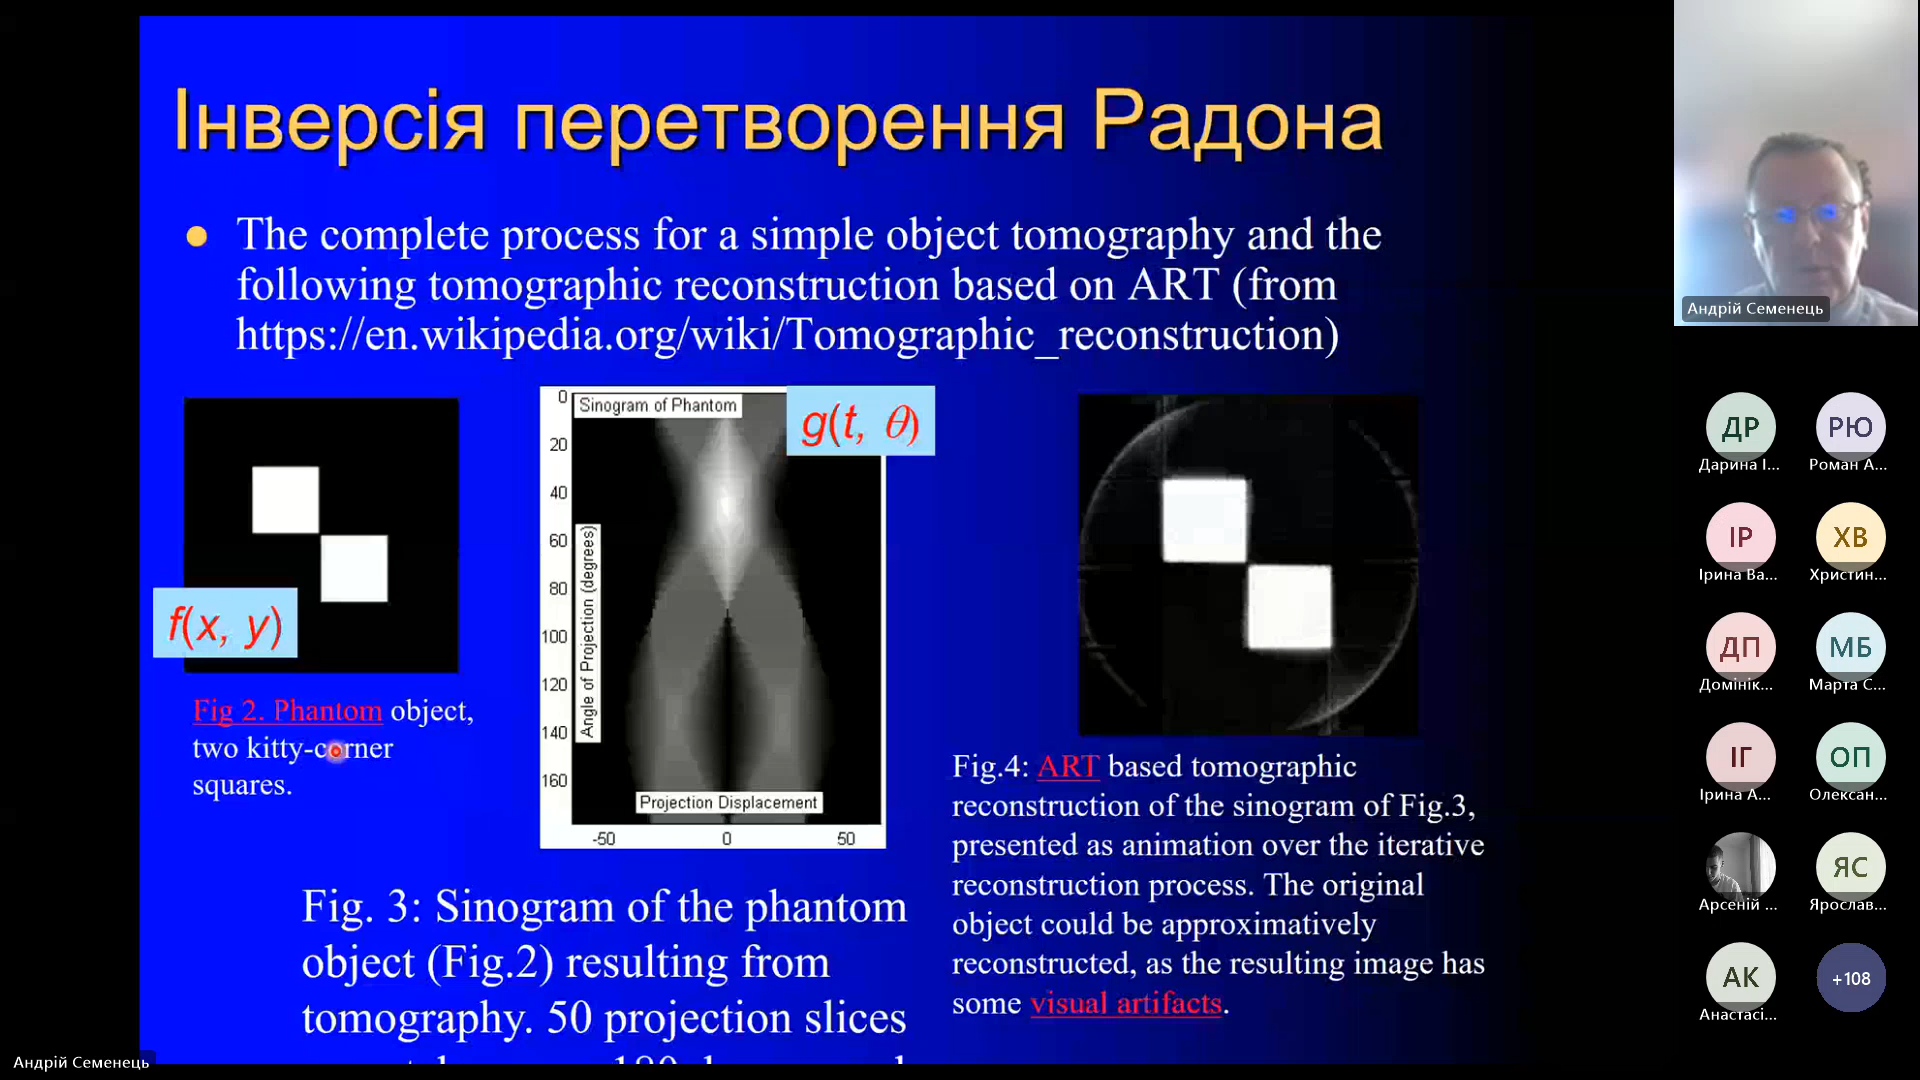 Інверсія перетворення Радона
The complete process for a simple object tomography and the
following tomographic reconstruction based on ART (from
https://en.wikipedia.org/wiki/Tomographic_reconstruction)
f(x, y)
Fig 2. Phantom object,
two kitty-corner
squares.
Sinogram of Phantom
g(t, θ)
0
20
40
60
80
100
120
140
160
Angle of Projection (degrees)
Projection Displacement
-50 0 50
Fig. 3: Sinogram of the phantom
object (Fig.2) resulting from
tomography. 50 projection slices
Fig.4: ART based tomographic
reconstruction of the sinogram of Fig.3,
presented as animation over the iterative
reconstruction process. The original
object could be approximatively
reconstructed, as the resulting image has
some visual artifacts.
Андрій Семенець
Андрій Семенець
ДР РЮ
Дарина І... Роман А...
ІР ХВ
Ірина Ва... Христин...
ДП МБ
Домінік... Марта С...
ІГ ОП
Ірина А... Олексан...
ЯС
Арсеній ... Ярослав...
АК +108
Анастасі...